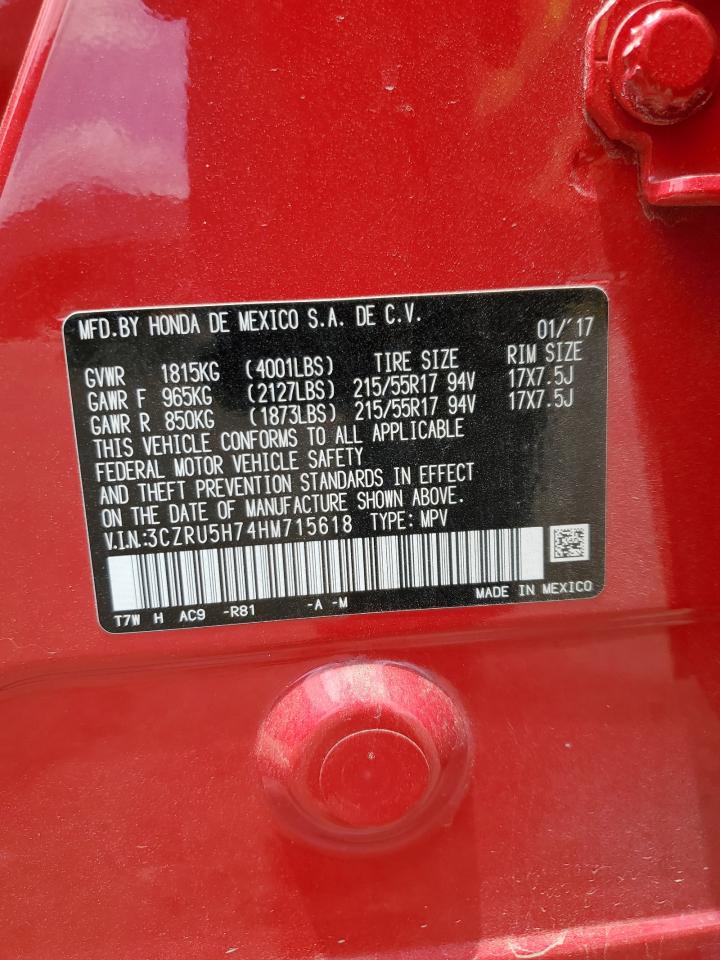 MFD.BY HONDA DE MEXICO S.A. DE C.V. 01/'17
GVWR 1815KG (4001LBS) TIRE SIZE RIM SIZE
GAWR F 965KG (2127LBS) 215/55R17 94V 17X7.5J
GAWR R 850KG (1873LBS) 215/55R17 94V 17X7.5J
THIS VEHICLE CONFORMS TO ALL APPLICABLE
FEDERAL MOTOR VEHICLE SAFETY
AND THEFT PREVENTION STANDARDS IN EFFECT
ON THE DATE OF MANUFACTURE SHOWN ABOVE.
V.I.N.:3CZRU5H74HM715618 TYPE: MPV
T7W H AC9 -R81 -A -M MADE IN MEXICO